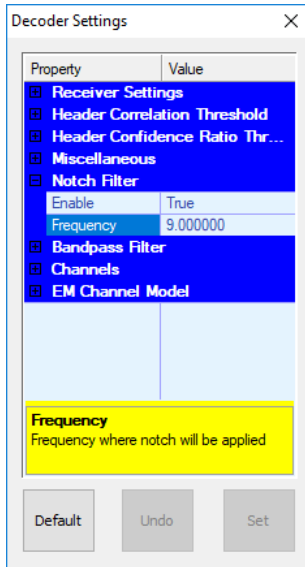 Decoder Settings
Property Value
Receiver Settings
Header Correlation Threshold
Header Confidence Ratio Thr...
Miscellaneous
Notch Filter
Enable True
Frequency 9.000000
Bandpass Filter
Channels
EM Channel Model
Frequency
Frequency where notch will be applied
Default Undo Set